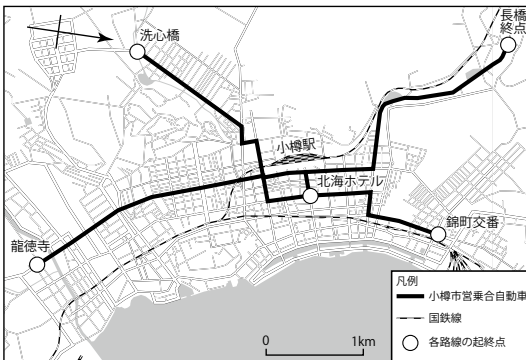 洗心橋
長橋
終点
小樽駅
北海ホテル
錦町交番
龍徳寺
凡例
小樽市営乗合自動車
国鉄線
各路線の起終点
0 1km